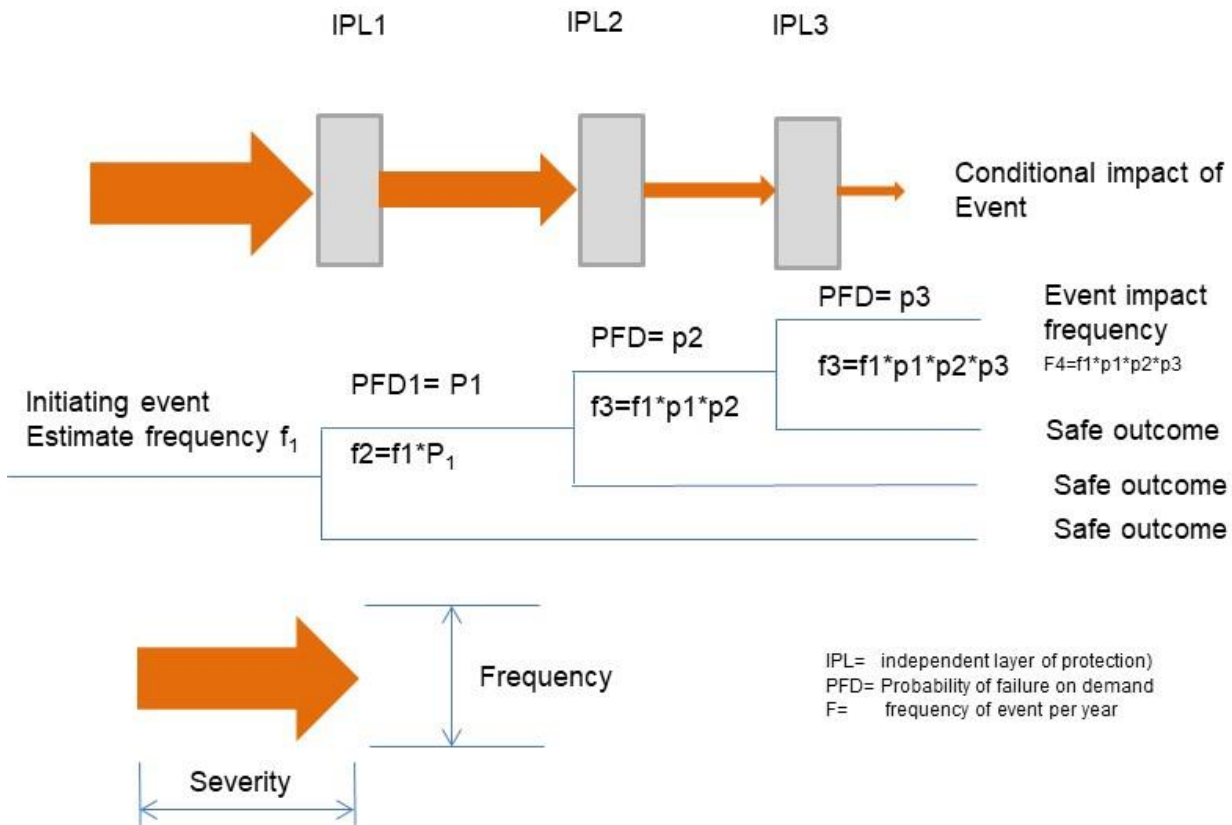 IPL1
IPL2
IPL3
Conditional impact of
Event
PFD= p3
Event impact
frequency
PFD= p2
f3=f1*p1*p2*p3
F4=f1*p1*p2*p3
PFD1= P1
f3=f1*p1*p2
Initiating event
Estimate frequency f₁
f2=f1*P₁
Safe outcome
Safe outcome
Safe outcome
Frequency
Severity
IPL= independent layer of protection)
PFD= Probability of failure on demand
F= frequency of event per year